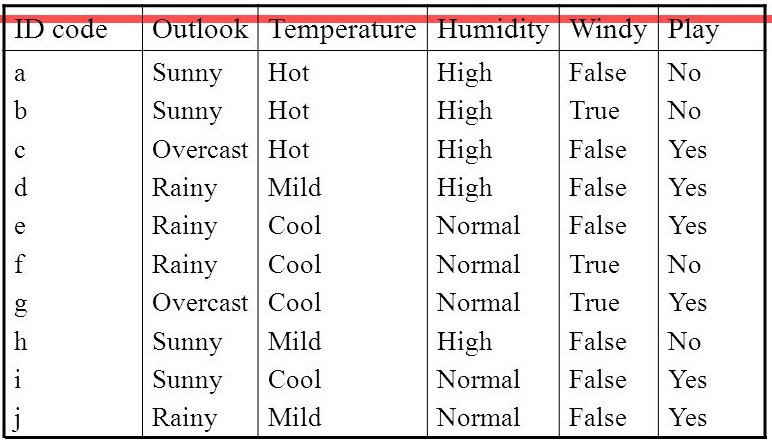 ID code Outlook Temperature Humidity Windy Play
a Sunny Hot High False No
b Sunny Hot High True No
c Overcast Hot High False Yes
d Rainy Mild High False Yes
e Rainy Cool Normal False Yes
f Rainy Cool Normal True No
g Overcast Cool Normal True Yes
h Sunny Mild High False No
i Sunny Cool Normal False Yes
j Rainy Mild Normal False Yes